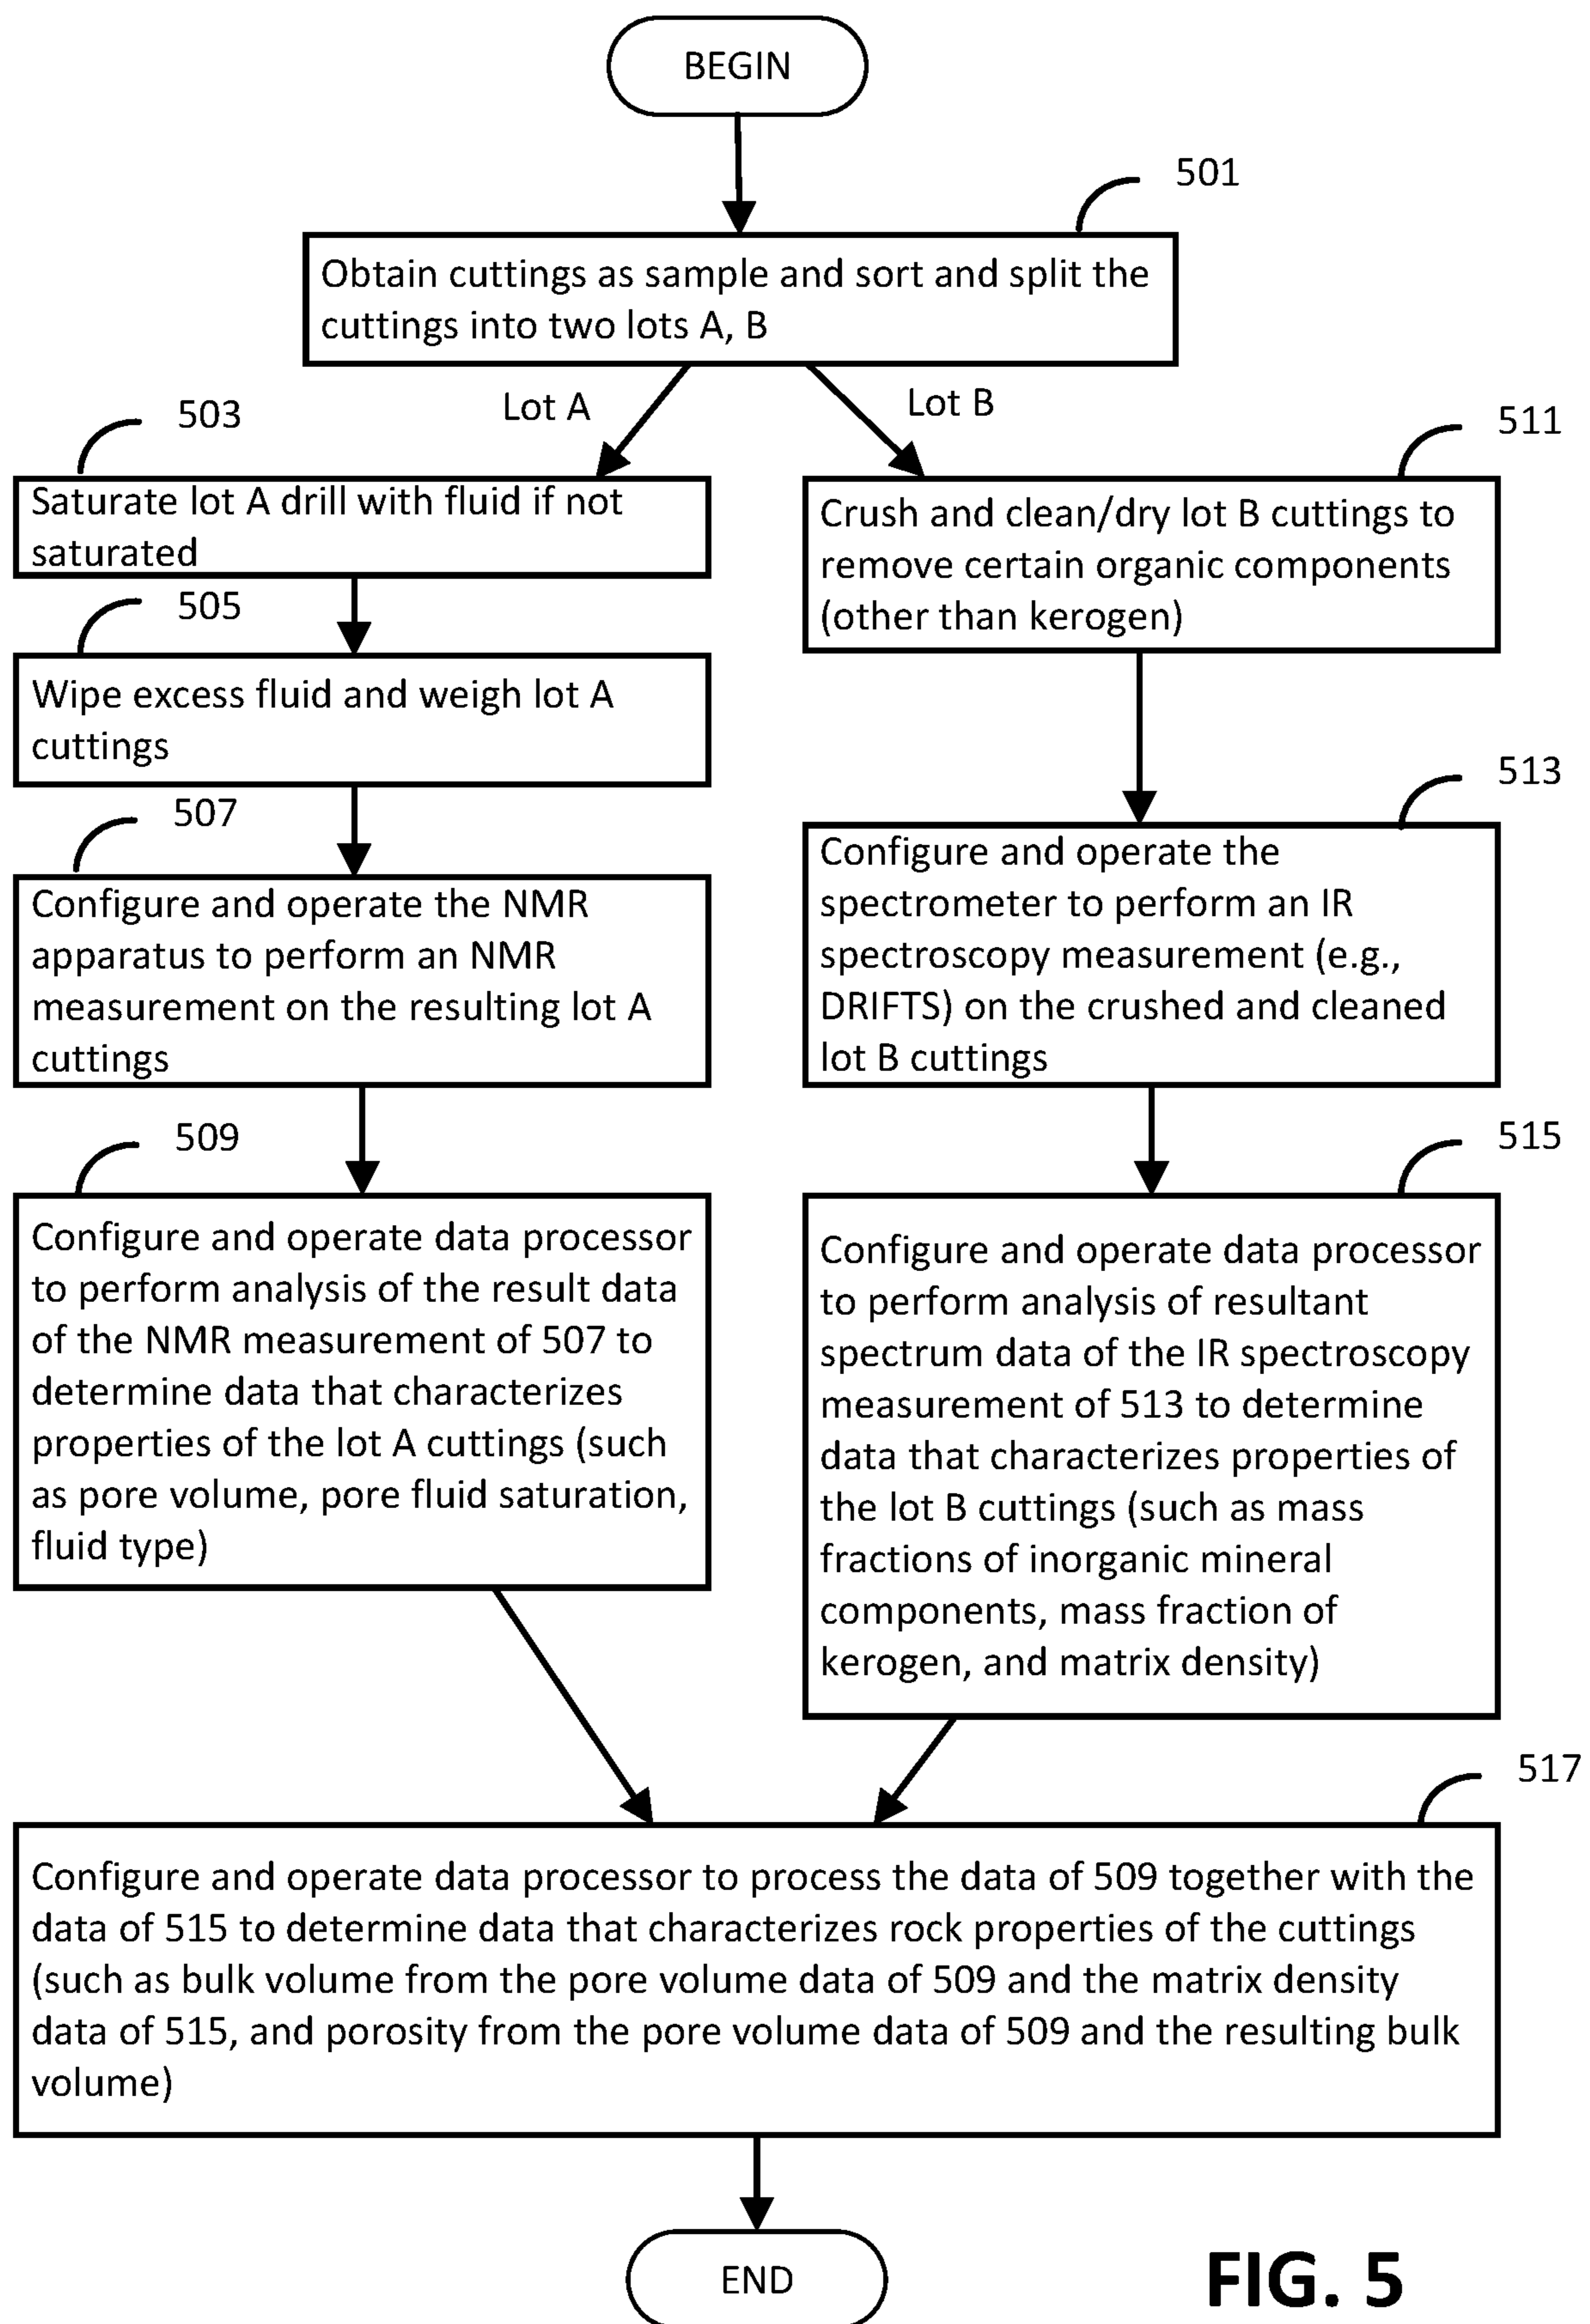 BEGIN
501
Obtain cuttings as sample and sort and split the
cuttings into two lots A, B
Lot A
Lot B
503
Saturate lot A drill with fluid if not
saturated
505
Wipe excess fluid and weigh lot A
cuttings
507
Configure and operate the NMR
apparatus to perform an NMR
measurement on the resulting lot A
cuttings
509
Configure and operate data processor
to perform analysis of the result data
of the NMR measurement of 507 to
determine data that characterizes
properties of the lot A cuttings (such
as pore volume, pore fluid saturation,
fluid type)
511
Crush and clean/dry lot B cuttings to
remove certain organic components
(other than kerogen)
513
Configure and operate the
spectrometer to perform an IR
spectroscopy measurement (e.g.,
DRIFTS) on the crushed and cleaned
lot B cuttings
515
Configure and operate data processor
to perform analysis of resultant
spectrum data of the IR spectroscopy
measurement of 513 to determine
data that characterizes properties of
the lot B cuttings (such as mass
fractions of inorganic mineral
components, mass fraction of
kerogen, and matrix density)
517
Configure and operate data processor to process the data of 509 together with the
data of 515 to determine data that characterizes rock properties of the cuttings
(such as bulk volume from the pore volume data of 509 and the matrix density
data of 515, and porosity from the pore volume data of 509 and the resulting bulk
volume)
END
FIG. 5